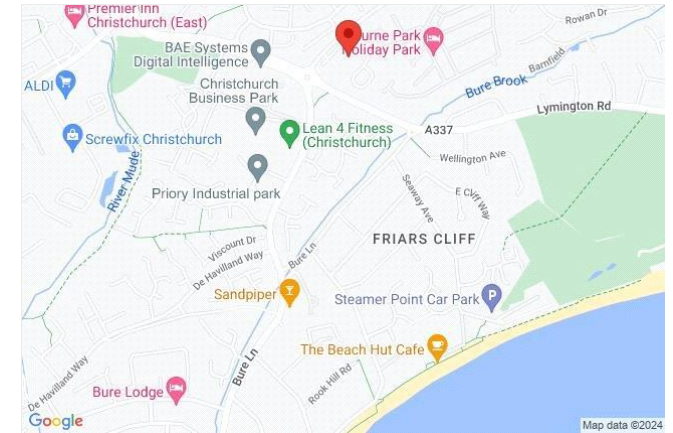 Premier Inn
Christchurch (East)
Rowan Dr
BAE Systems
Digital Intelligence
urne Park
oliday Park
Barnfield
ALDI
Christchurch
Business Park
Bure Brook
Lymington Rd
Screwfix Christchurch
Lean 4 Fitness
(Christchurch)
A337
Wellington Ave
River Mude
Priory Industrial park
Seaway Ave
E Cliff Way
Viscount Dr
De Havilland Way
Bure Ln
FRIARS CLIFF
Sandpiper
Steamer Point Car Park
P
The Beach Hut Cafe
Bure Ln
Rook Hill Rd
De Havilland Way
Bure Lodge
Google
Map data ©2024